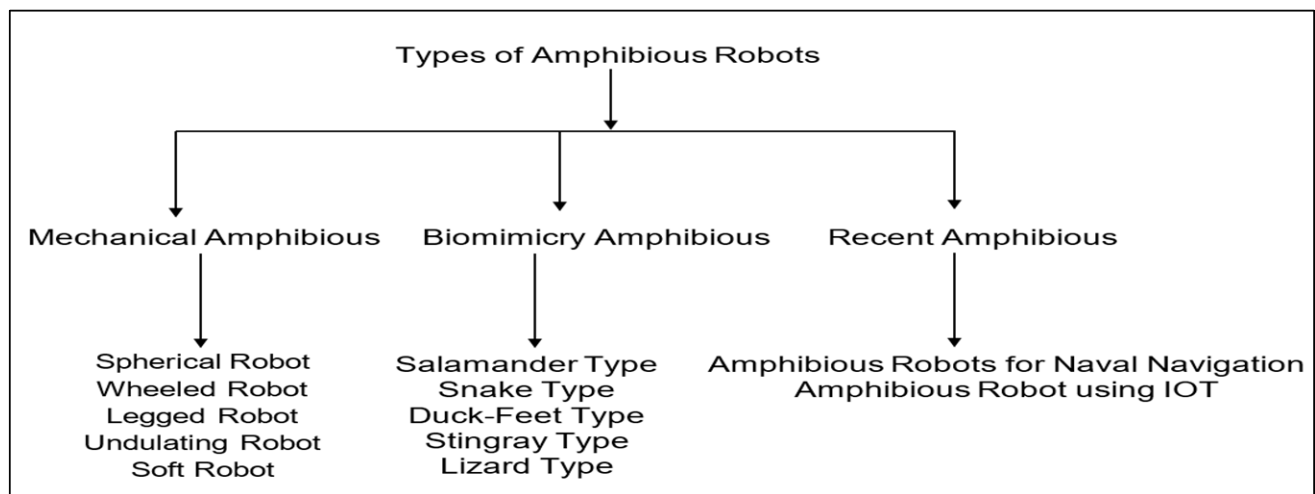 Types of Amphibious Robots
Mechanical Amphibious
Biomimicry Amphibious
Recent Amphibious
Spherical Robot
Wheeled Robot
Legged Robot
Undulating Robot
Soft Robot
Salamander Type
Snake Type
Duck-Feet Type
Stingray Type
Lizard Type
Amphibious Robots for Naval Navigation
Amphibious Robot using IOT